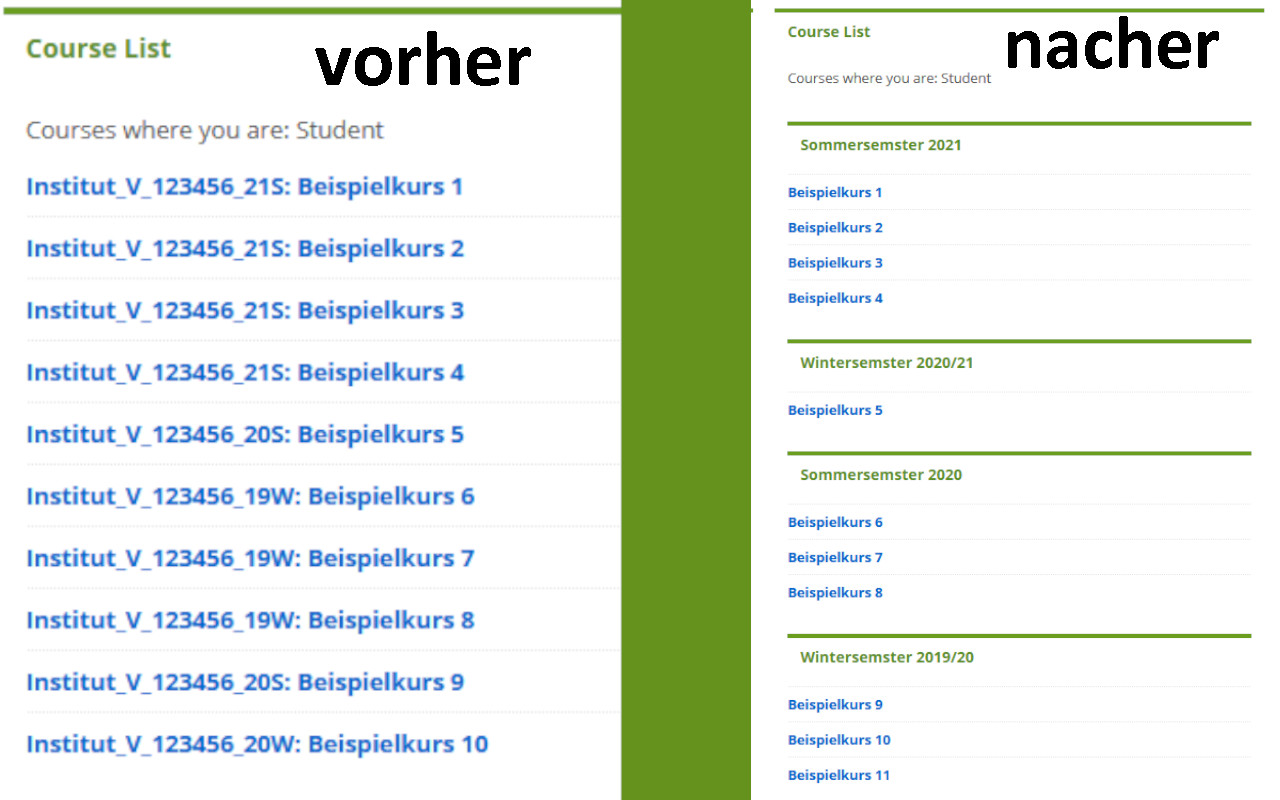 Course List
vorher
Courses where you are: Student
Institut_V_123456_21S: Beispielkurs 1
Institut_V_123456_21S: Beispielkurs 2
Institut_V_123456_21S: Beispielkurs 3
Institut_V_123456_21S: Beispielkurs 4
Institut_V_123456_20S: Beispielkurs 5
Institut_V_123456_19W: Beispielkurs 6
Institut_V_123456_19W: Beispielkurs 7
Institut_V_123456_19W: Beispielkurs 8
Institut_V_123456_20S: Beispielkurs 9
Institut_V_123456_20W: Beispielkurs 10
Course List
nacher
Courses where you are: Student
Sommersemster 2021
Beispielkurs 1
Beispielkurs 2
Beispielkurs 3
Beispielkurs 4
Wintersemster 2020/21
Beispielkurs 5
Sommersemster 2020
Beispielkurs 6
Beispielkurs 7
Beispielkurs 8
Wintersemster 2019/20
Beispielkurs 9
Beispielkurs 10
Beispielkurs 11